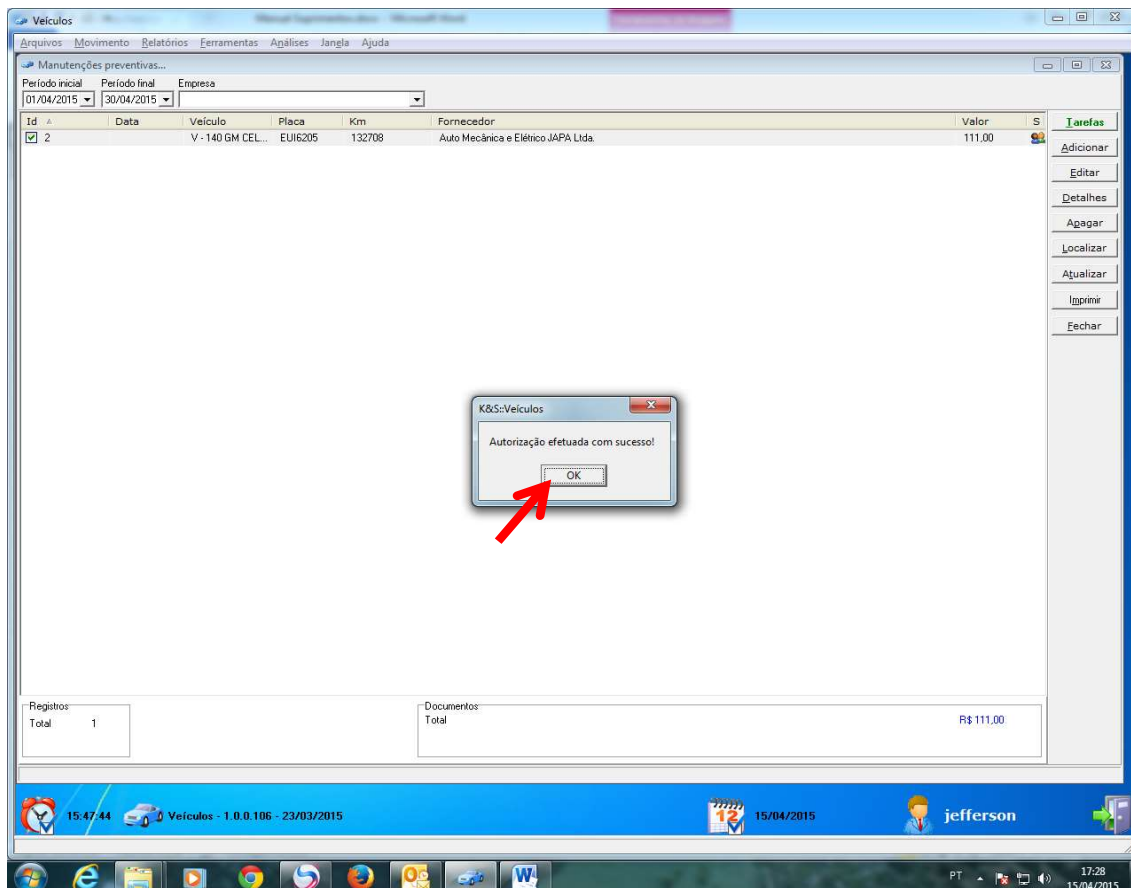 Veículos
Arquivos Movimento Relatórios Ferramentas Análises Janela Ajuda
Manutenções preventivas...
Período inicial Período final Empresa
01/04/2015 30/04/2015
Id Data Veículo Placa Km Fornecedor Valor S
2 V - 140 GM CEL... EUI6205 132708 Auto Mecânica e Elétrico JAPA Ltda. 111,00
Tarefas
Adicionar
Editar
Detalhes
Apagar
Localizar
Atualizar
Imprimir
Fechar
K&S::Veículos
Autorização efetuada com sucesso!
OK
Registros
Total 1
Documentos
Total R$ 111,00
15:47:44 Veículos - 1.0.0.106 - 23/03/2015 12 15/04/2015 jefferson
PT 17:28
15/04/2015